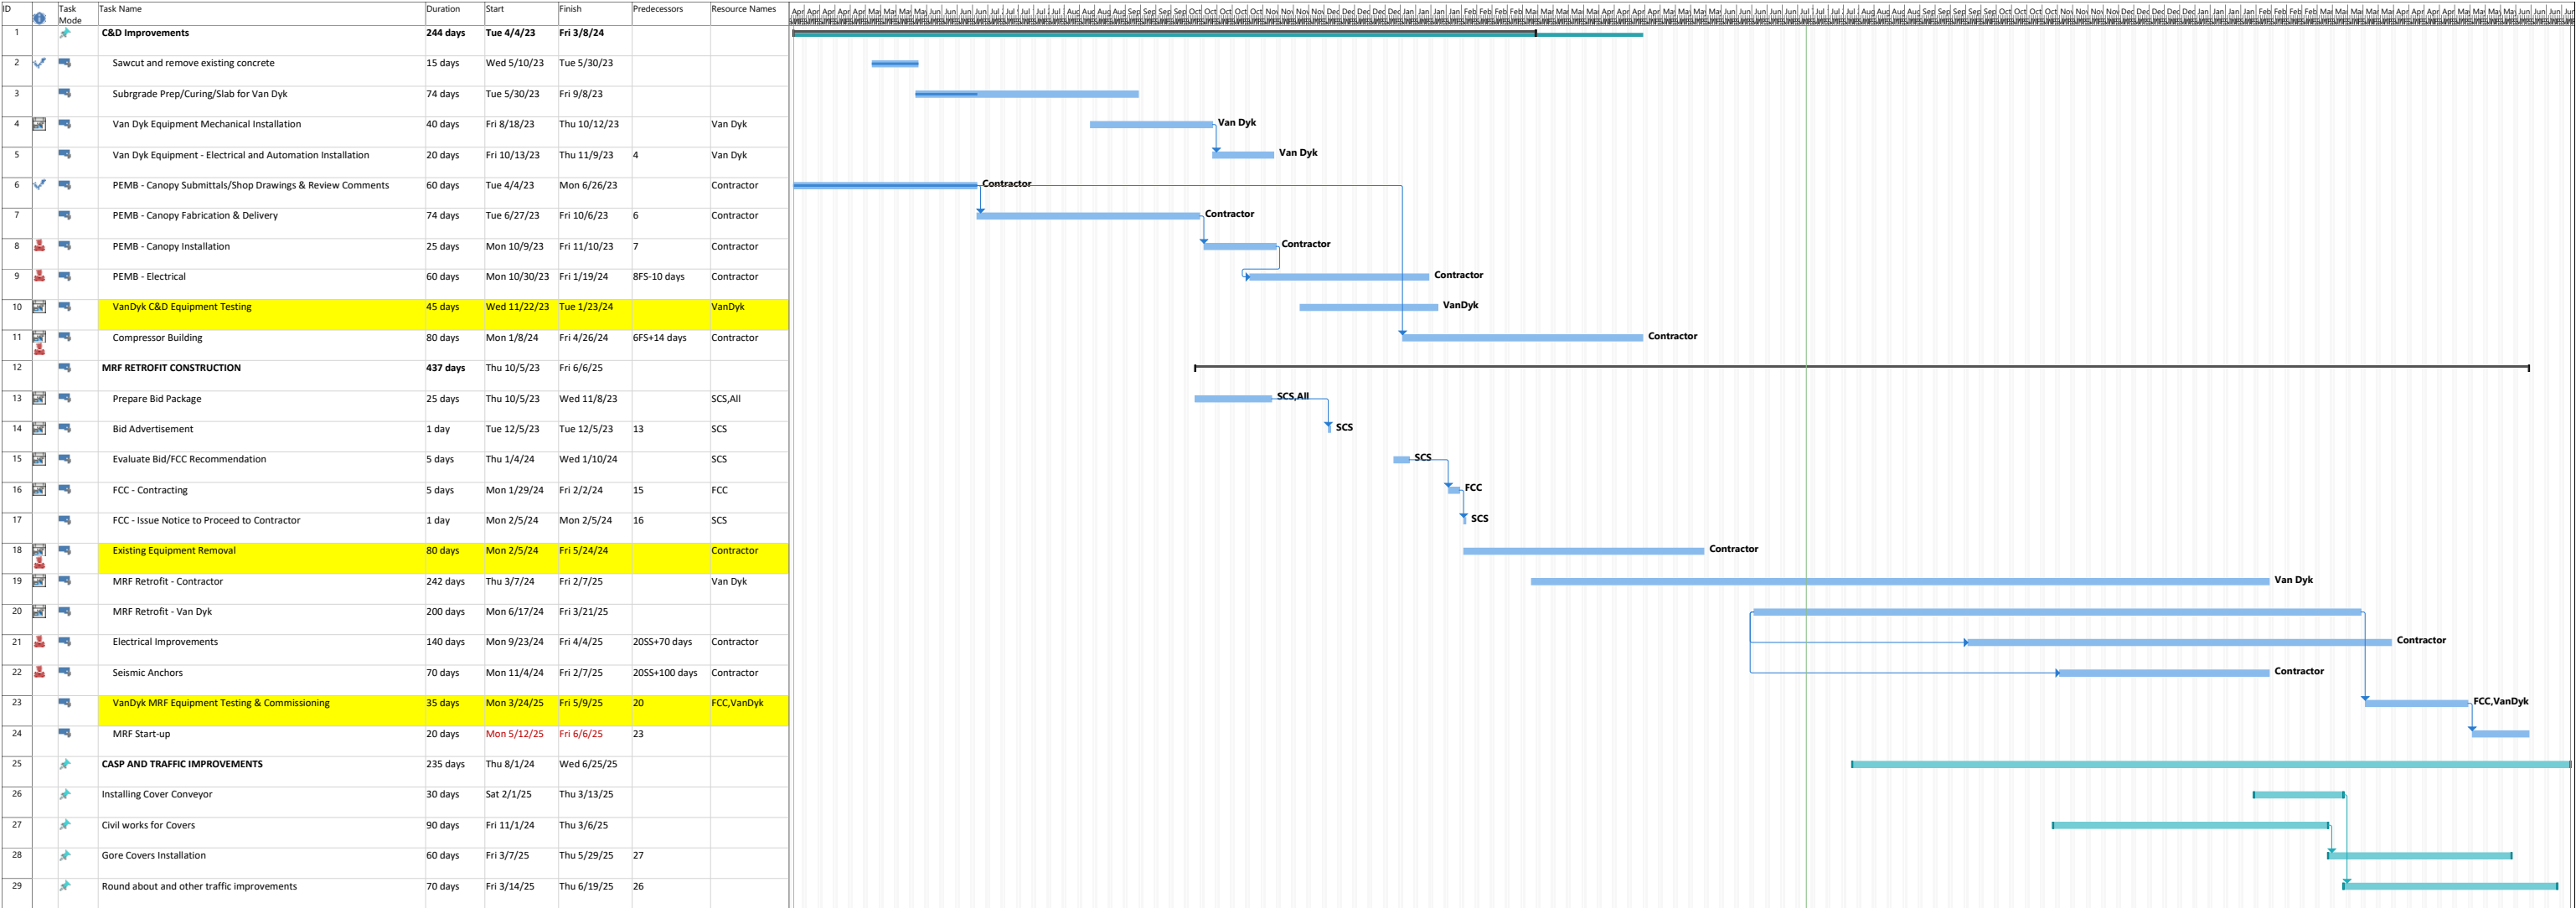 ID Task Mode Task Name Duration Start Finish Predecessors Resource Names
1 C&D Improvements 244 days Tue 4/4/23 Fri 3/8/24
2 Sawcut and remove existing concrete 15 days Wed 5/10/23 Tue 5/30/23
3 Subrgrade Prep/Curing/Slab for Van Dyk 74 days Tue 5/30/23 Fri 9/8/23
4 Van Dyk Equipment Mechanical Installation 40 days Fri 8/18/23 Thu 10/12/23 Van Dyk Van Dyk
5 Van Dyk Equipment - Electrical and Automation Installation 20 days Fri 10/13/23 Thu 11/9/23 4 Van Dyk Van Dyk
6 PEMB - Canopy Submittals/Shop Drawings & Review Comments 60 days Tue 4/4/23 Mon 6/26/23 Contractor Contractor
7 PEMB - Canopy Fabrication & Delivery 74 days Tue 6/27/23 Fri 10/6/23 6 Contractor Contractor
8 PEMB - Canopy Installation 25 days Mon 10/9/23 Fri 11/10/23 7 Contractor Contractor
9 PEMB - Electrical 60 days Mon 10/30/23 Fri 1/19/24 8FS-10 days Contractor Contractor
10 VanDyk C&D Equipment Testing 45 days Wed 11/22/23 Tue 1/23/24 VanDyk VanDyk
11 Compressor Building 80 days Mon 1/8/24 Fri 4/26/24 6FS+14 days Contractor Contractor
12 MRF RETROFIT CONSTRUCTION 437 days Thu 10/5/23 Fri 6/6/25
13 Prepare Bid Package 25 days Thu 10/5/23 Wed 11/8/23 SCS,All SCS,All
14 Bid Advertisement 1 day Tue 12/5/23 Tue 12/5/23 13 SCS SCS
15 Evaluate Bid/FCC Recommendation 5 days Thu 1/4/24 Wed 1/10/24 SCS SCS
16 FCC - Contracting 5 days Mon 1/29/24 Fri 2/2/24 15 FCC FCC
17 FCC - Issue Notice to Proceed to Contractor 1 day Mon 2/5/24 Mon 2/5/24 16 SCS SCS
18 Existing Equipment Removal 80 days Mon 2/5/24 Fri 5/24/24 Contractor Contractor
19 MRF Retrofit - Contractor 242 days Thu 3/7/24 Fri 2/7/25 Van Dyk Van Dyk
20 MRF Retrofit - Van Dyk 200 days Mon 6/17/24 Fri 3/21/25
21 Electrical Improvements 140 days Mon 9/23/24 Fri 4/4/25 20SS+70 days Contractor Contractor
22 Seismic Anchors 70 days Mon 11/4/24 Fri 2/7/25 20SS+100 days Contractor Contractor
23 VanDyk MRF Equipment Testing & Commissioning 35 days Mon 3/24/25 Fri 5/9/25 20 FCC,VanDyk FCC,VanDyk
24 MRF Start-up 20 days Mon 5/12/25 Fri 6/6/25 23
25 CASP AND TRAFFIC IMPROVEMENTS 235 days Thu 8/1/24 Wed 6/25/25
26 Installing Cover Conveyor 30 days Sat 2/1/25 Thu 3/13/25
27 Civil works for Covers 90 days Fri 11/1/24 Thu 3/6/25
28 Gore Covers Installation 60 days Fri 3/7/25 Thu 5/29/25 27
29 Round about and other traffic improvements 70 days Fri 3/14/25 Thu 6/19/25 26